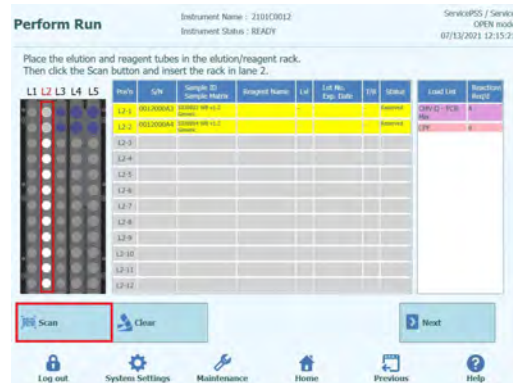 Perform Run
Instrument Name : 2101C0012
Instrument Status : READY
ServicePSS / Service
OPEN mode
07/13/2021 12:15:2
Place the elution and reagent tubes in the elution/reagent rack.
Then click the Scan button and insert the rack in lane 2.
L1 L2 L3 L4 L5
Pos'n S/N Sample ID Sample Matrix Reagent Name Lvl Lot No. Exp. Date T/R Status
L2-1
L2-2
L2-3
L2-4
L2-5
L2-6
L2-7
L2-8
L2-9
L2-10
L2-11
L2-12
Load List Reactions Req'd
Scan
Clear
Next
Log out
System Settings
Maintenance
Home
Previous
Help